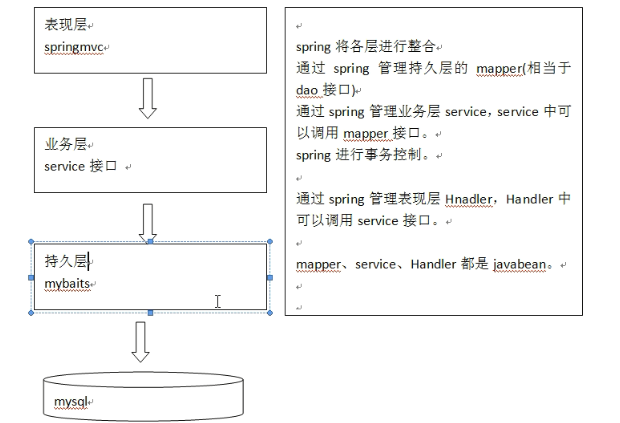 表现层
springmvc
业务层
service 接口
持久层
mybaits
mysql
spring 将各层进行整合
通过 spring 管理持久层的 mapper(相当于
dao 接口)
通过 spring 管理业务层 service，service 中可
以调用 mapper 接口。
spring 进行事务控制。
通过 spring 管理表现层 Hnadler，Handler 中
可以调用 service 接口。
mapper、service、Handler 都是 javabean。